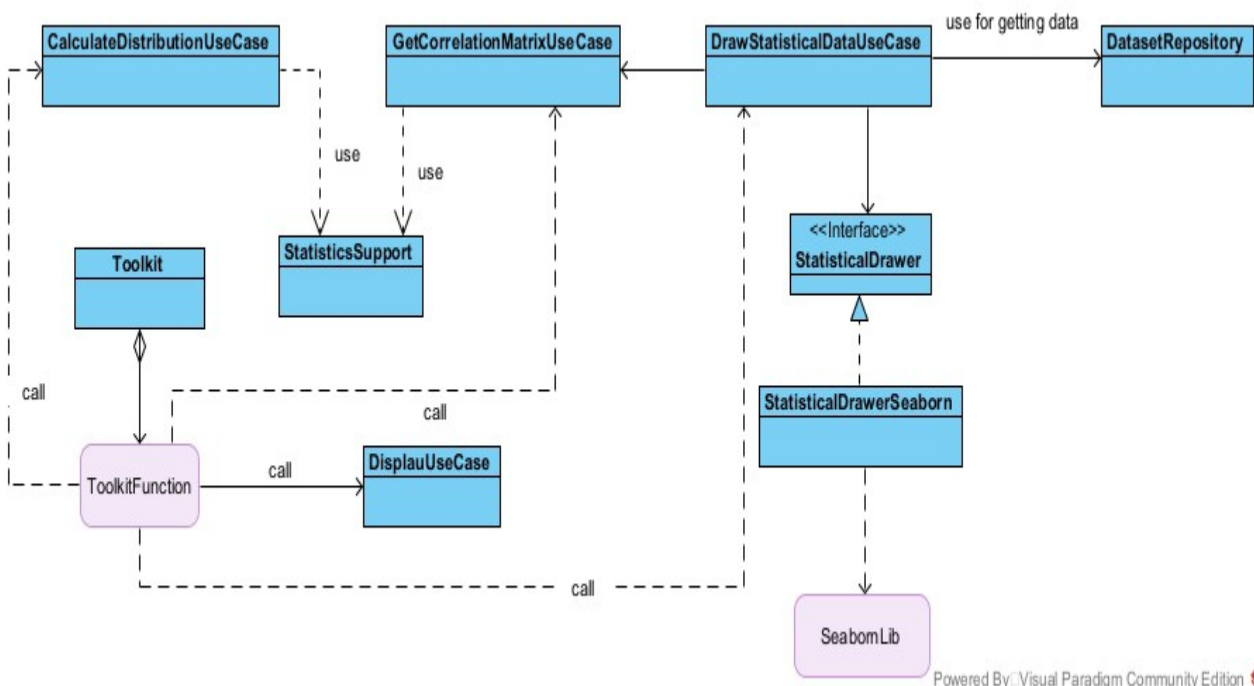 use for getting data
CalculateDistributionUseCase
GetCorrelationMatrixUseCase
DrawStatisticalDataUseCase
DatasetRepository
use
use
<<Interface>>
StatisticalDrawer
StatisticsSupport
Toolkit
call
StatisticalDrawerSeaborn
call
DisplauUseCase
call
ToolkitFunction
call
SeabornLib
Powered By Visual Paradigm Community Edition